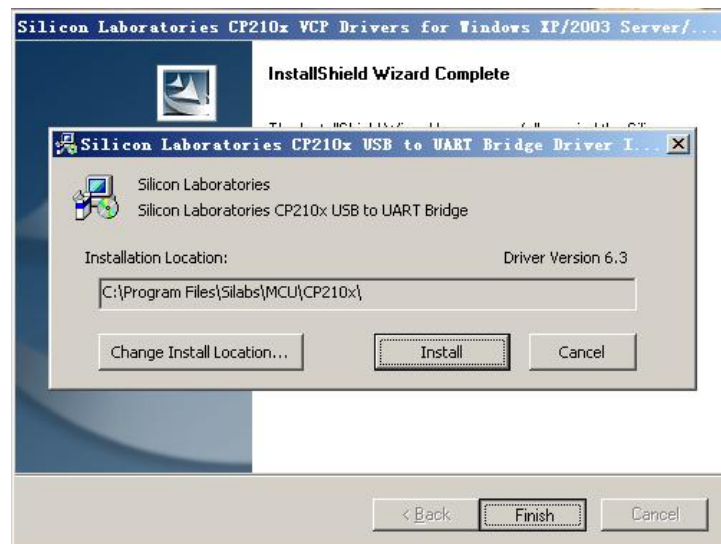 Silicon Laboratories CP210x VCP Drivers for Windows XP/2003 Server/...
InstallShield Wizard Complete
Silicon Laboratories CP210x USB to UART Bridge Driver I...
Silicon Laboratories
Silicon Laboratories CP210x USB to UART Bridge
Installation Location:
Driver Version 6.3
C:\Program Files\Silabs\MCU\CP210x\
Change Install Location...
Install
Cancel
< Back
Finish
Cancel